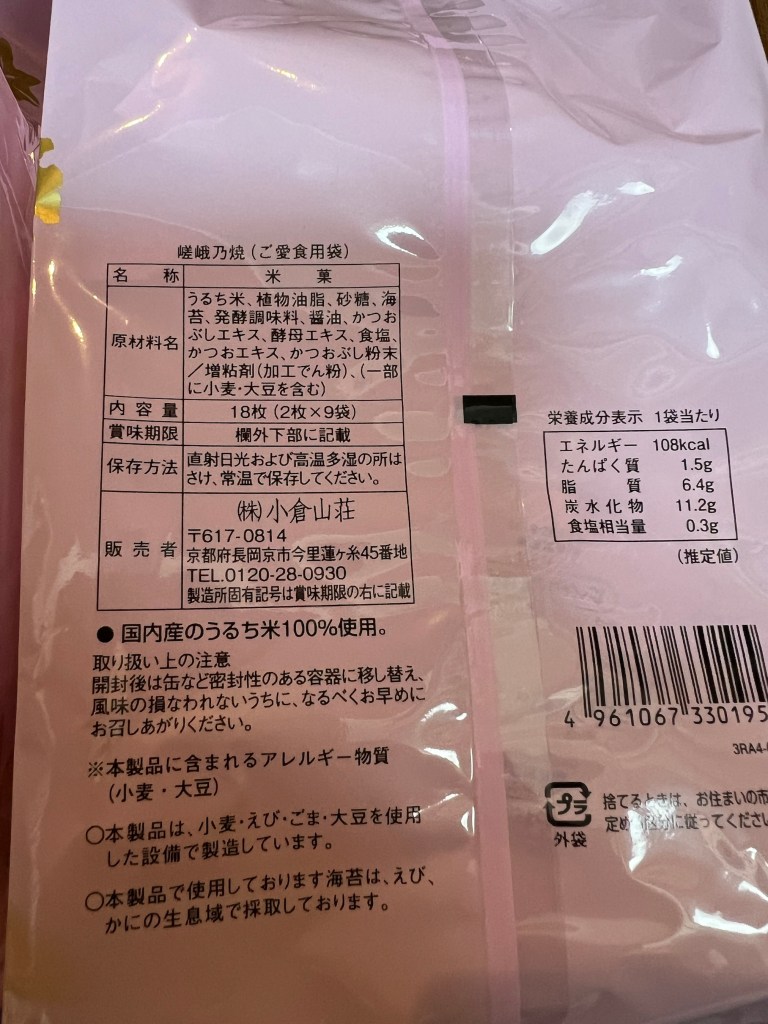 嵯峨乃焼(ご愛食用袋)
名 称 米 菓
原材料名
うるち米、植物油脂、砂糖、海
苔、発酵調味料、醤油、かつお
ぶしエキス、酵母エキス、食塩、
かつおエキス、かつおぶし粉末
/増粘剤(加工でん粉)、(一部
に小麦・大豆を含む)
内 容 量 18枚(2枚×9袋)
賞味期限 欄外下部に記載
保存方法
直射日光および高温多湿の所は
さけ、常温で保存してください。
販 売 者
(株)小倉山荘
〒617-0814
京都府長岡京市今里蓮ヶ糸45番地
TEL.0120-28-0930
製造所固有記号は賞味期限の右に記載
●国内産のうるち米100%使用。
取り扱い上の注意
開封後は缶など密封性のある容器に移し替え、
風味の損なわれないうちに、なるべくお早めに
お召しあがりください。
※本製品に含まれるアレルギー物質
(小麦・大豆)
○本製品は、小麦・えび・ごま・大豆を使用
した設備で製造しています。
○本製品で使用しております海苔は、えび、
かにの生息域で採取しております。
栄養成分表示 1袋当たり
エネルギー 108kcal
たんぱく質 1.5g
脂 質 6.4g
炭水化物 11.2g
食塩相当量 0.3g
(推定値)
4 961067 330195
3RA4-
プラ
外袋
捨てるときは、お住まいの市
定め 区分に従ってくださ